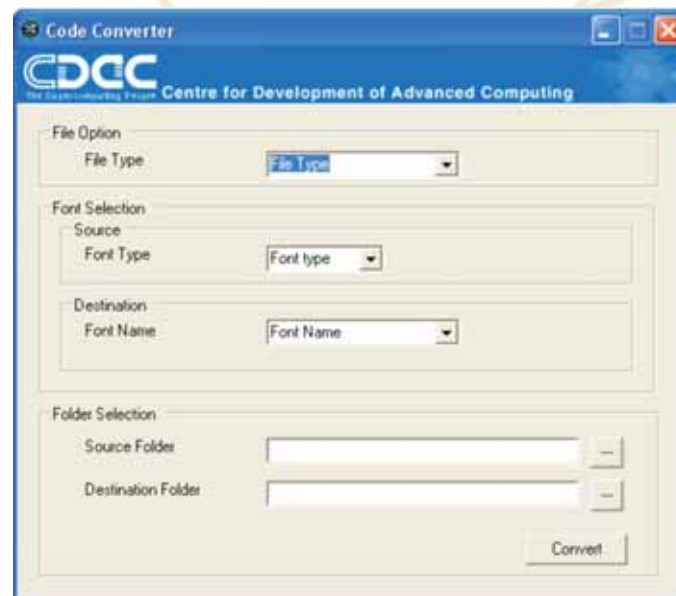 Code Converter
CDAC
Centre for Development of Advanced Computing
File Option
File Type File Type
Font Selection
Source
Font Type Font type
Destination
Font Name Font Name
Folder Selection
Source Folder ...
Destination Folder ...
Convert